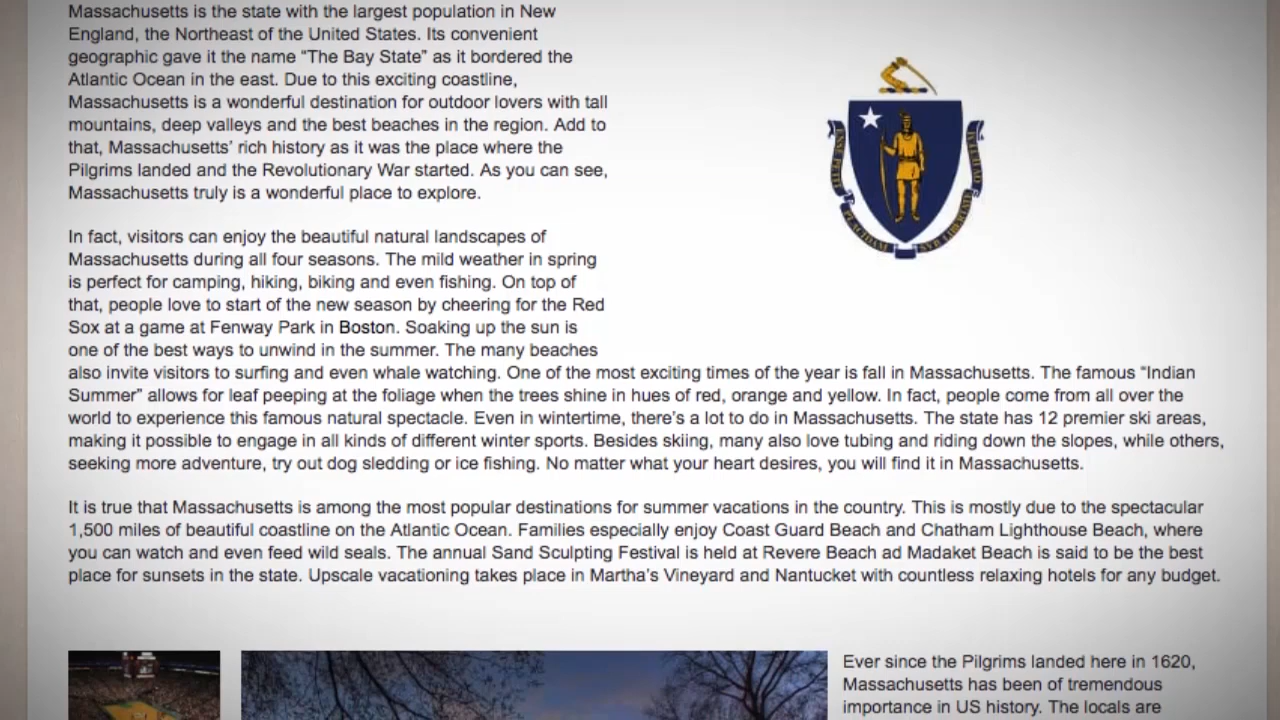 Massachusetts is the state with the largest population in New
England, the Northeast of the United States. Its convenient
geographic gave it the name “The Bay State” as it bordered the
Atlantic Ocean in the east. Due to this exciting coastline,
Massachusetts is a wonderful destination for outdoor lovers with tall
mountains, deep valleys and the best beaches in the region. Add to
that, Massachusetts’ rich history as it was the place where the
Pilgrims landed and the Revolutionary War started. As you can see,
Massachusetts truly is a wonderful place to explore.
In fact, visitors can enjoy the beautiful natural landscapes of
Massachusetts during all four seasons. The mild weather in spring
is perfect for camping, hiking, biking and even fishing. On top of
that, people love to start of the new season by cheering for the Red
Sox at a game at Fenway Park in Boston. Soaking up the sun is
one of the best ways to unwind in the summer. The many beaches
also invite visitors to surfing and even whale watching. One of the most exciting times of the year is fall in Massachusetts. The famous “Indian
Summer” allows for leaf peeping at the foliage when the trees shine in hues of red, orange and yellow. In fact, people come from all over the
world to experience this famous natural spectacle. Even in wintertime, there’s a lot to do in Massachusetts. The state has 12 premier ski areas,
making it possible to engage in all kinds of different winter sports. Besides skiing, many also love tubing and riding down the slopes, while others,
seeking more adventure, try out dog sledding or ice fishing. No matter what your heart desires, you will find it in Massachusetts.
It is true that Massachusetts is among the most popular destinations for summer vacations in the country. This is mostly due to the spectacular
1,500 miles of beautiful coastline on the Atlantic Ocean. Families especially enjoy Coast Guard Beach and Chatham Lighthouse Beach, where
you can watch and even feed wild seals. The annual Sand Sculpting Festival is held at Revere Beach ad Madaket Beach is said to be the best
place for sunsets in the state. Upscale vacationing takes place in Martha’s Vineyard and Nantucket with countless relaxing hotels for any budget.
Ever since the Pilgrims landed here in 1620,
Massachusetts has been of tremendous
importance in US history. The locals are